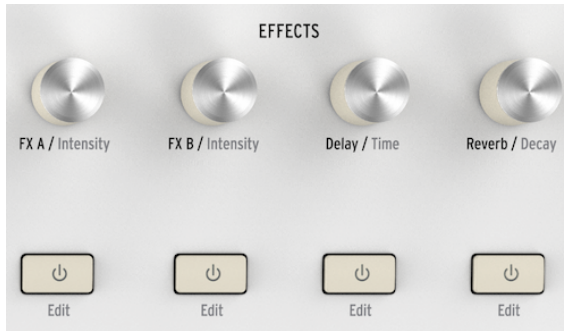 EFFECTS
FX A / Intensity FX B / Intensity Delay / Time Reverb / Decay
Edit Edit Edit Edit